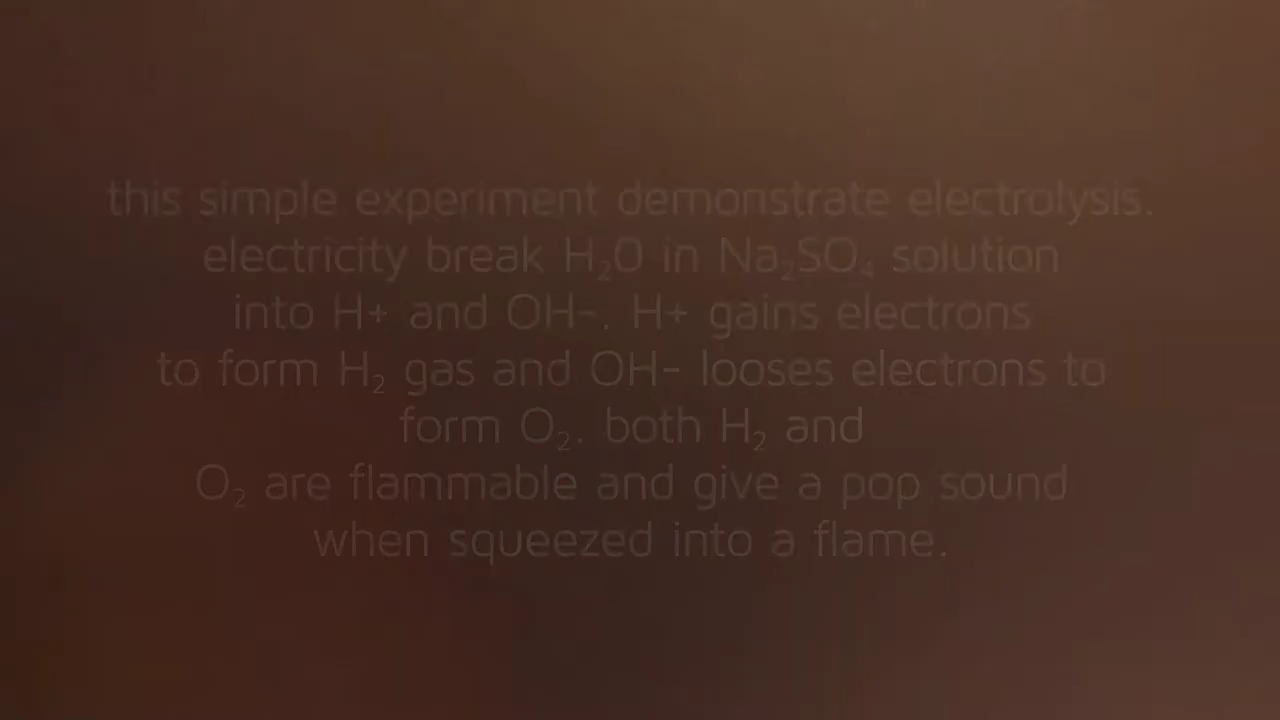 this simple experiment demonstrate electrolysis.
electricity break H₂O in Na₂SO₄ solution
into H+ and OH-. H+ gains electrons
to form H₂ gas and OH- looses electrons to
form O₂. both H₂ and
O₂ are flammable and give a pop sound
when squeezed into a flame.